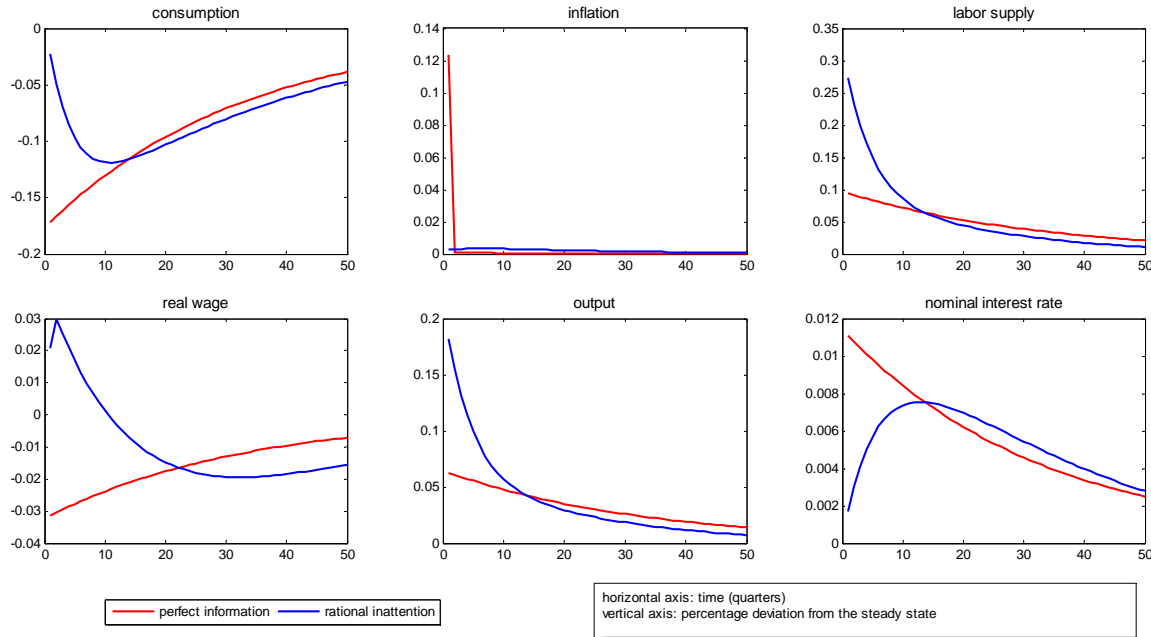 consumption
0
-0.05
-0.1
-0.15
-0.2
0 10 20 30 40 50
inflation
0.14
0.12
0.1
0.08
0.06
0.04
0.02
0
0 10 20 30 40 50
labor supply
0.35
0.3
0.25
0.2
0.15
0.1
0.05
0
0 10 20 30 40 50
real wage
0.03
0.02
0.01
0
-0.01
-0.02
-0.03
-0.04
0 10 20 30 40 50
output
0.2
0.15
0.1
0.05
0
0 10 20 30 40 50
nominal interest rate
0.012
0.01
0.008
0.006
0.004
0.002
0
0 10 20 30 40 50
perfect information rational inattention
horizontal axis: time (quarters)
vertical axis: percentage deviation from the steady state